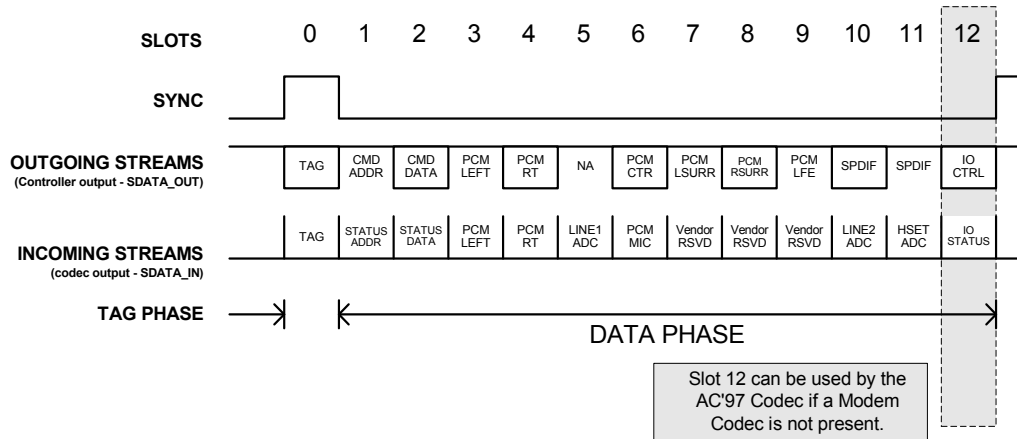 SLOTS 0 1 2 3 4 5 6 7 8 9 10 11 12
SYNC
OUTGOING STREAMS
(Controller output - SDATA_OUT)
TAG
CMD
ADDR
CMD
DATA
PCM
LEFT
PCM
RT
NA
PCM
CTR
PCM
LSURR
PCM
RSURR
PCM
LFE
SPDIF
SPDIF
IO
CTRL
INCOMING STREAMS
(codec output - SDATA_IN)
TAG
STATUS
ADDR
STATUS
DATA
PCM
LEFT
PCM
RT
LINE1
ADC
PCM
MIC
Vendor
RSVD
Vendor
RSVD
Vendor
RSVD
LINE2
ADC
HSET
ADC
IO
STATUS
TAG PHASE
DATA PHASE
Slot 12 can be used by the
AC'97 Codec if a Modem
Codec is not present.